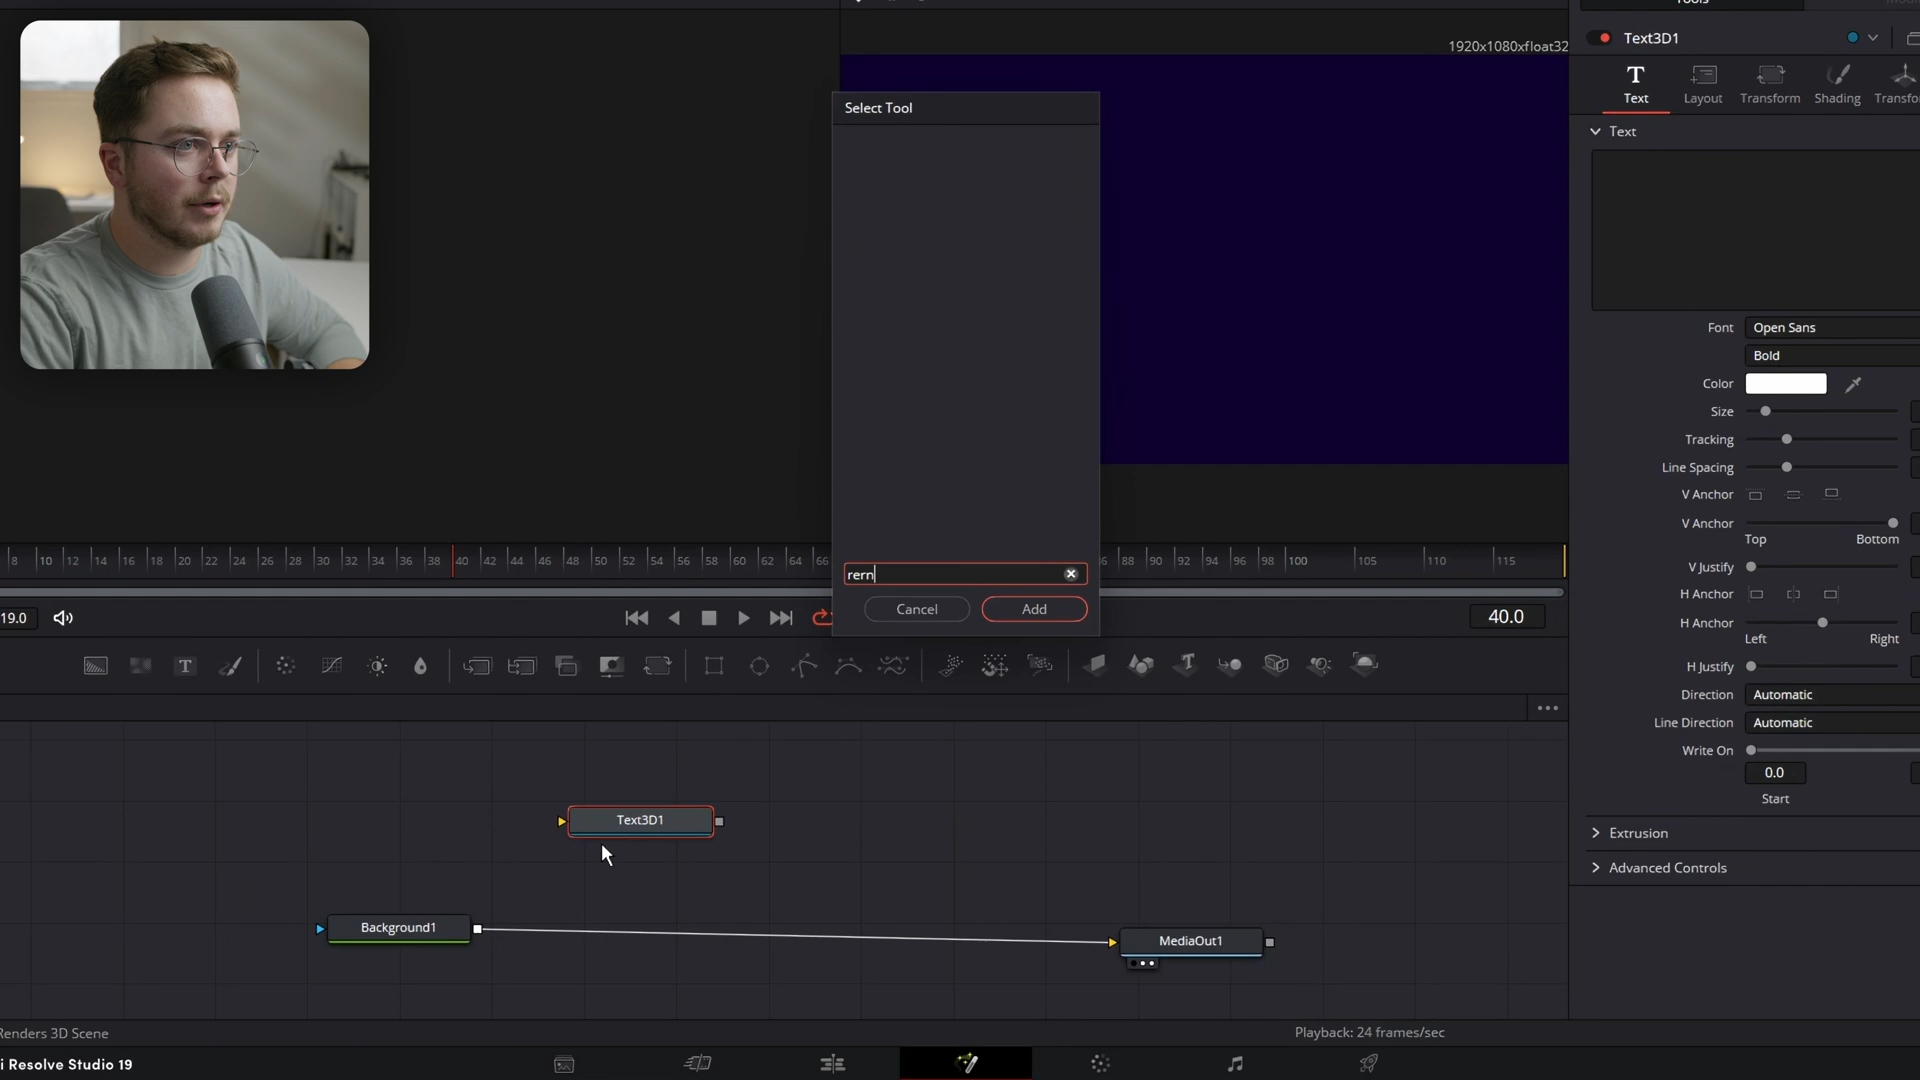 Tools
1920x1080xfloat32
Text3D1
Text
Layout
Transform
Shading
Transfo
Select Tool
Text
Font
Open Sans
Bold
Color
Size
Tracking
Line Spacing
V Anchor
V Anchor
Top
Bottom
V Justify
H Anchor
H Anchor
Left
Right
H Justify
Direction
Automatic
Line Direction
Automatic
Write On
0.0
Start
Extrusion
Advanced Controls
8 10 12 14 16 18 20 22 24 26 28 30 32 34 36 38 40 42 44 46 48 50 52 54 56 58 60 62 64 66
88 90 92 94 96 98 100 105 110 115
rern
Cancel
Add
19.0
40.0
T
Text3D1
Background1
MediaOut1
Renders 3D Scene
Playback: 24 frames/sec
i Resolve Studio 19